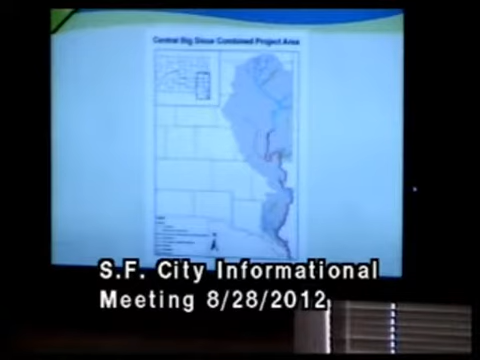 Central Big Sioux Combined Project Area
S.F. City Informational
Meeting 8/28/2012